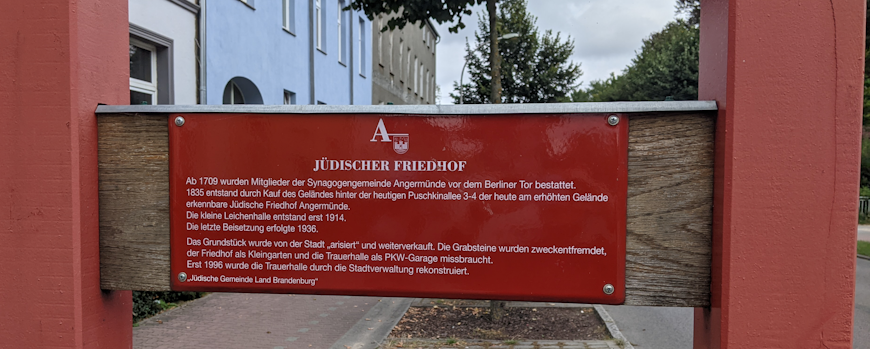 A
JÜDISCHER FRIEDHOF
Ab 1709 wurden Mitglieder der Synagogengemeinde Angermünde vor dem Berliner Tor bestattet.
1835 entstand durch Kauf des Geländes hinter der heutigen Puschkinallee 3-4 der heute am erhöhten Gelände
erkennbare Jüdische Friedhof Angermünde.
Die kleine Leichenhalle entstand erst 1914.
Die letzte Beisetzung erfolgte 1936.
Das Grundstück wurde von der Stadt „arisiert" und weiterverkauft. Die Grabsteine wurden zweckentfremdet,
der Friedhof als Kleingarten und die Trauerhalle als PKW-Garage missbraucht.
Erst 1996 wurde die Trauerhalle durch die Stadtverwaltung rekonstruiert.
„Jüdische Gemeinde Land Brandenburg"